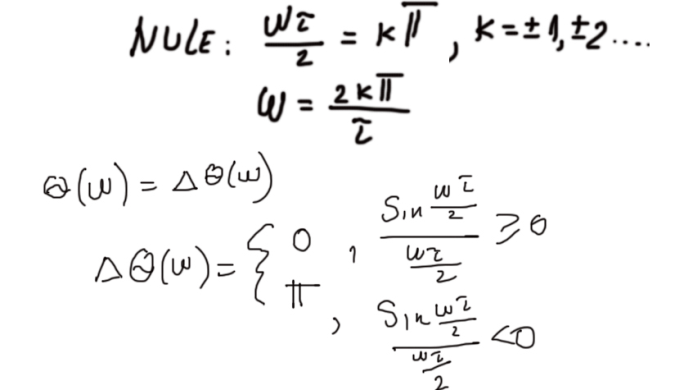 NULE: ωτ/2 = kπ, k = ±1, ±2 ....
ω = 2kπ/τ
Θ(ω) = ΔΘ(ω)
ΔΘ(ω) = { 0 , (sin ωτ/2)/(ωτ/2) ≥ 0
π , (sin ωτ/2)/(ωτ/2) < 0